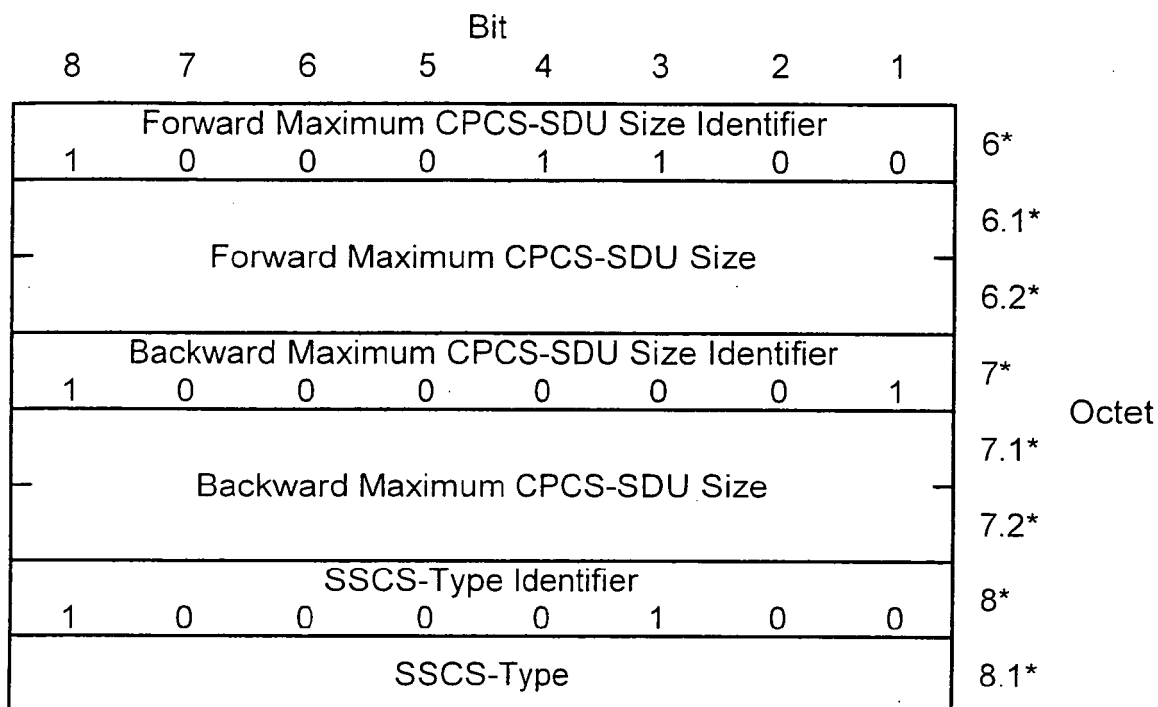 Bit
8 7 6 5 4 3 2 1
Forward Maximum CPCS-SDU Size Identifier
1 0 0 0 1 1 0 0
6*
Forward Maximum CPCS-SDU Size
6.1*
6.2*
Backward Maximum CPCS-SDU Size Identifier
1 0 0 0 0 0 0 1
7*
Octet
Backward Maximum CPCS-SDU Size
7.1*
7.2*
SSCS-Type Identifier
1 0 0 0 0 1 0 0
8*
SSCS-Type
8.1*